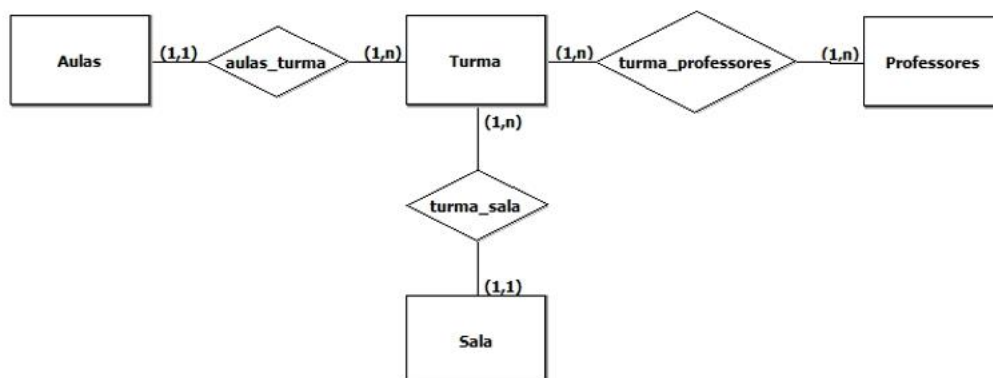 Aulas
(1,1)
aulas_turma
(1,n)
Turma
(1,n)
turma_professores
(1,n)
Professores
(1,n)
turma_sala
(1,1)
Sala